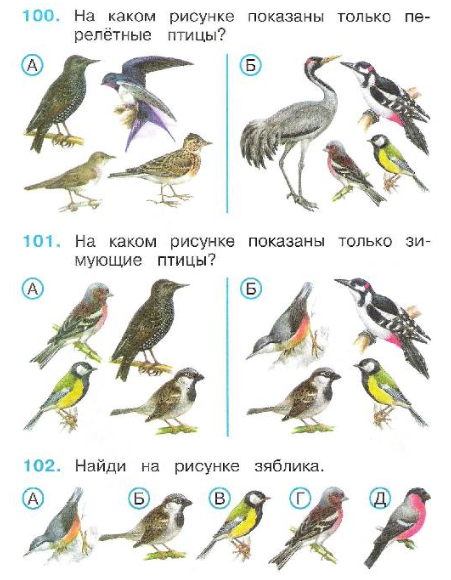 100. На каком рисунке показаны только пе-
релётные птицы?
А Б
101. На каком рисунке показаны только зи-
мующие птицы?
А Б
102. Найди на рисунке зяблика.
А Б В Г Д